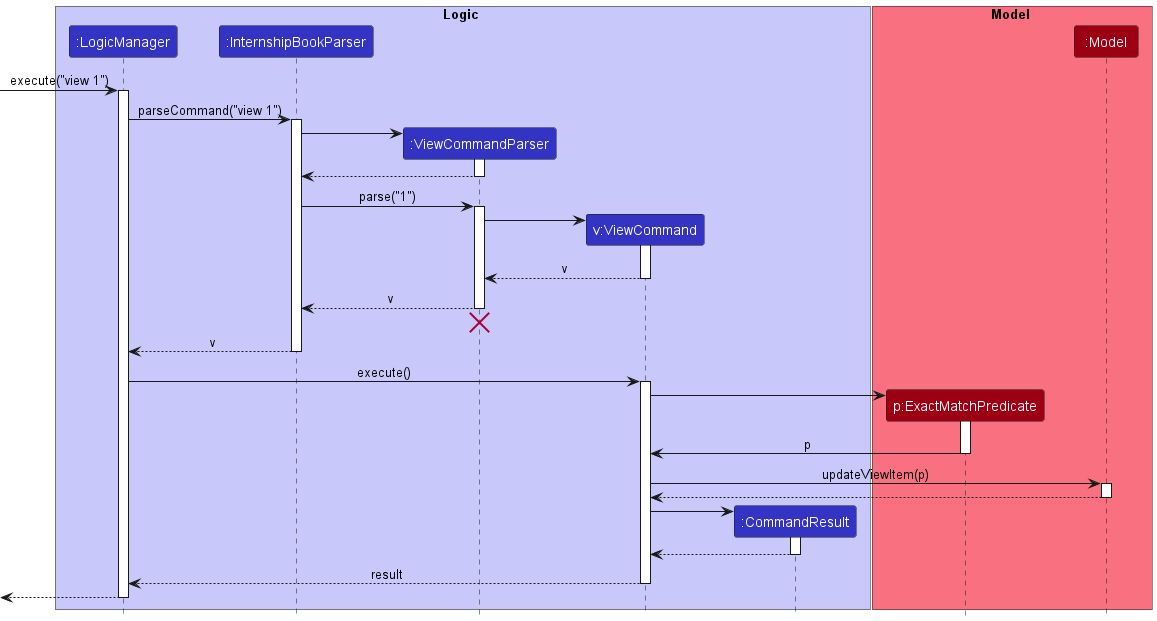 Logic
Model
:LogicManager
:InternshipBookParser
:Model
execute("view 1")
parseCommand("view 1")
:ViewCommandParser
parse("1")
v:ViewCommand
v
v
v
execute()
p:ExactMatchPredicate
p
updateViewItem(p)
:CommandResult
result